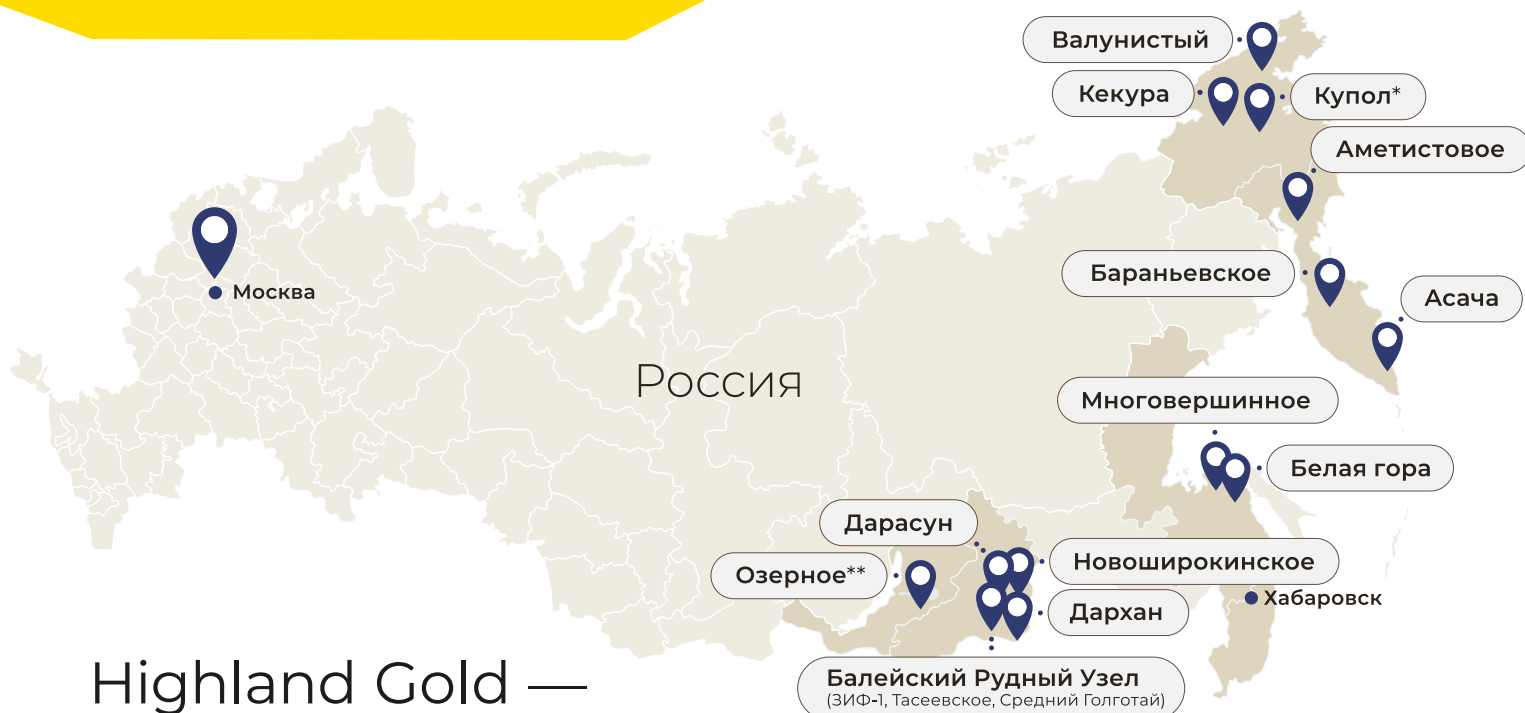 Валунистый
Кекура
Купол*
Аметистовое
Москва
Бараньевское
Асача
Россия
Многовершинное
Белая гора
Дарасун
Новоширокинское
Озерное**
Хабаровск
Дархан
Highland Gold —
Балейский Рудный Узел
(ЗИФ-1, Тасеевское, Средний Голготай)